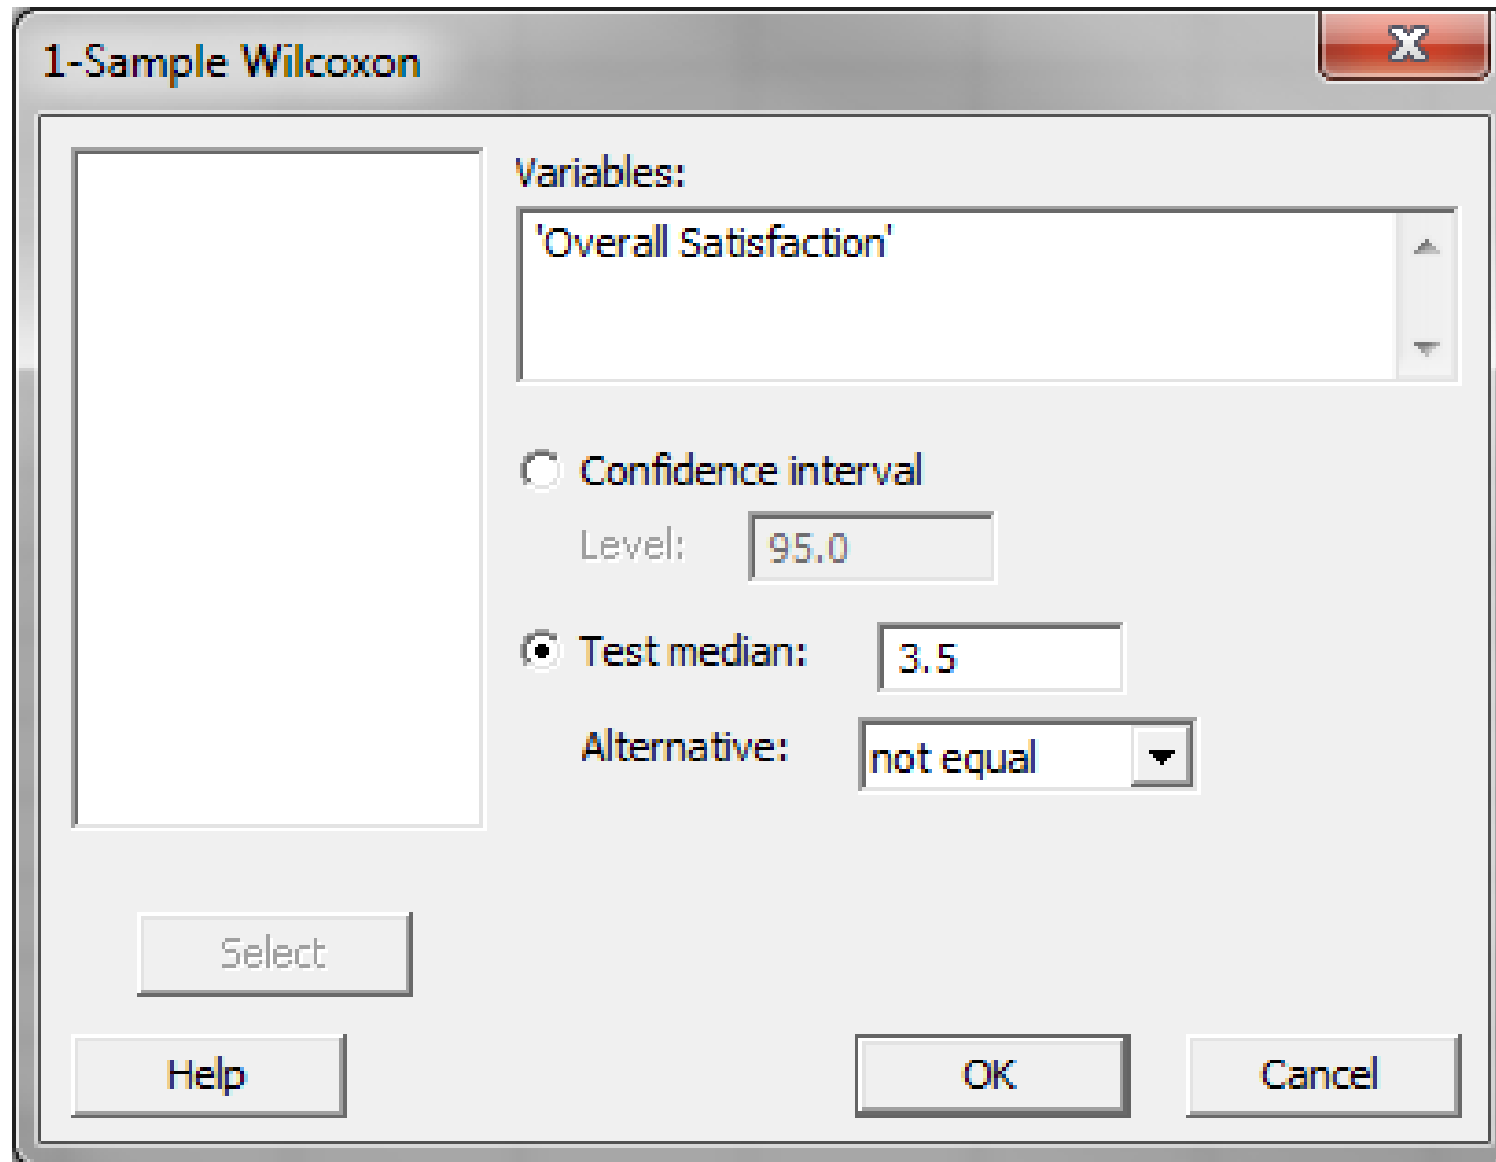 1-Sample Wilcoxon
Variables:
'Overall Satisfaction'
Confidence interval
Level: 95.0
Test median: 3.5
Alternative: not equal
Select
Help OK Cancel